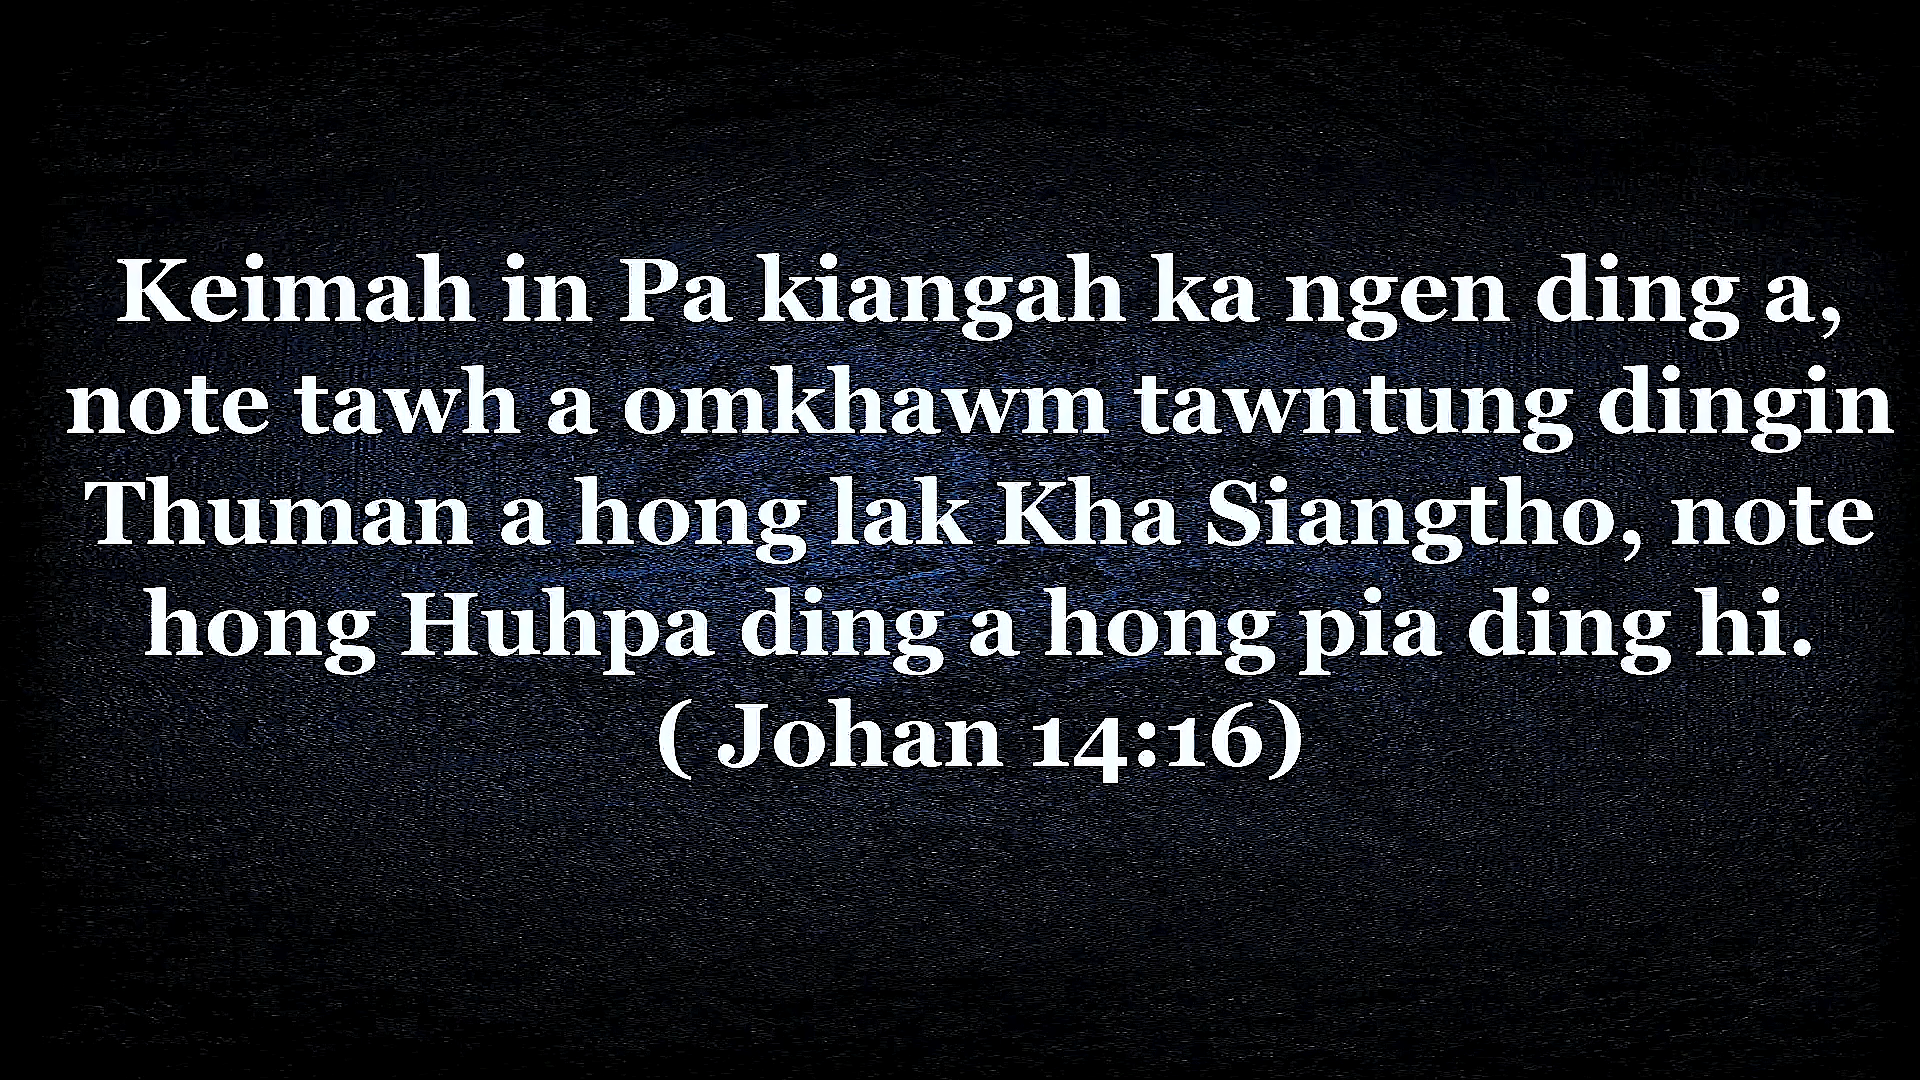 Keimah in Pa kiangah ka ngen ding a,
note tawh a omkhawm tawntung dingin
Thuman a hong lak Kha Siangtho, note
hong Huhpa ding a hong pia ding hi.
( Johan 14:16)